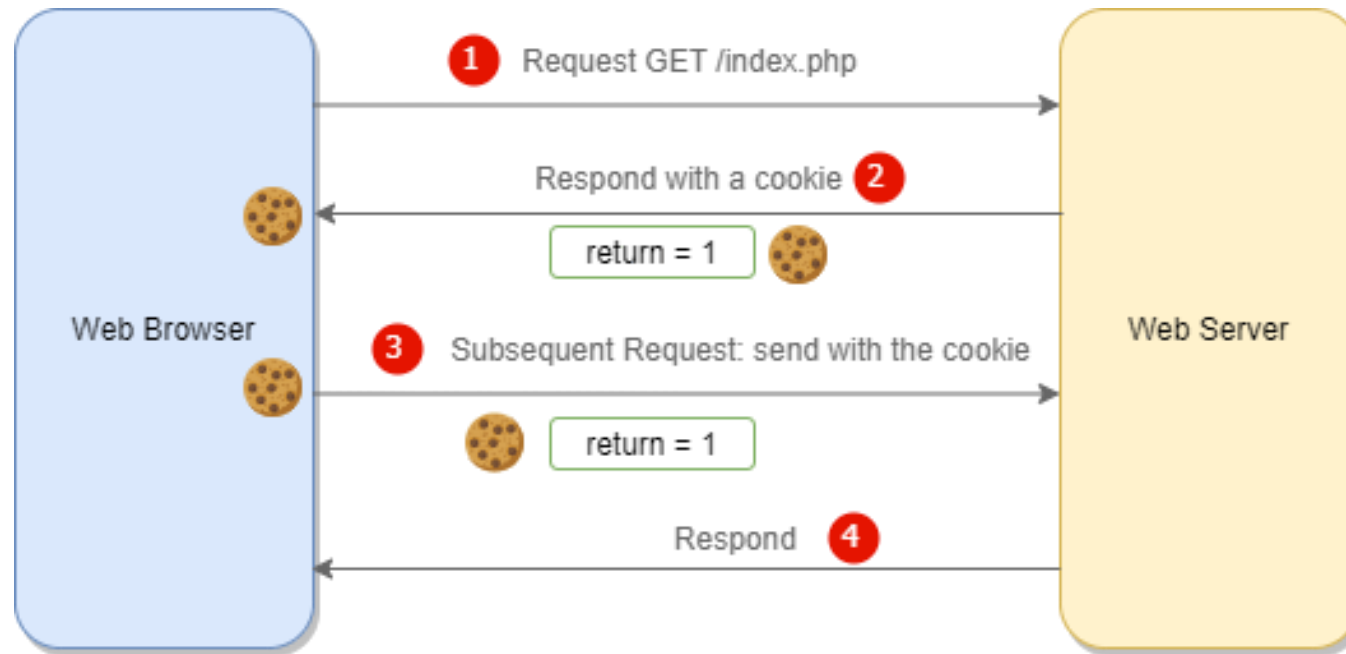 1 Request GET /index.php
Respond with a cookie 2
return = 1
Web Browser
Web Server
3 Subsequent Request: send with the cookie
return = 1
Respond 4